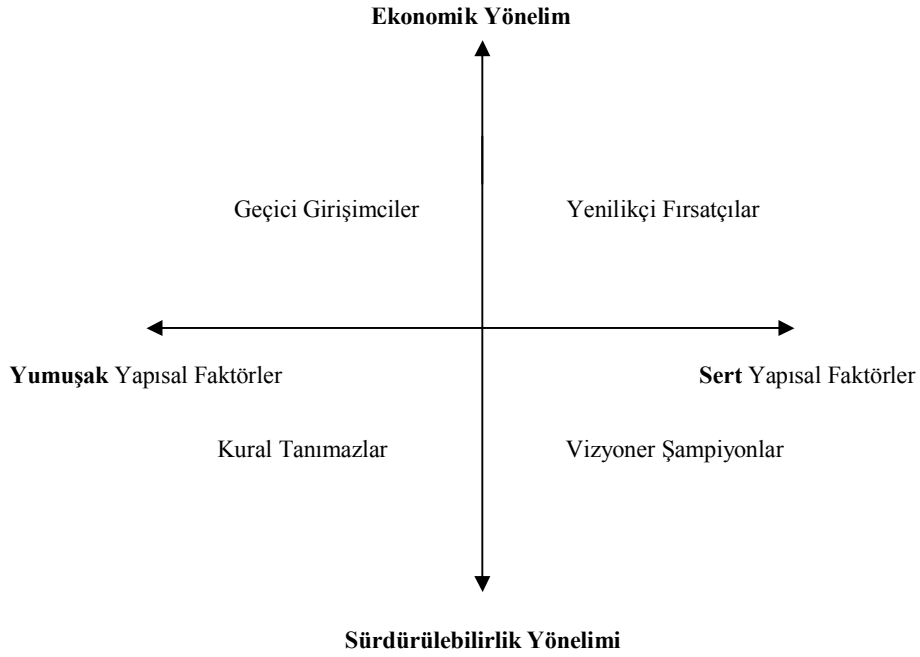 Ekonomik Yönelim
Geçici Girişimciler
Yenilikçi Fırsatçılar
Yumuşak Yapısal Faktörler
Sert Yapısal Faktörler
Kural Tanımazlar
Vizyoner Şampiyonlar
Sürdürülebilirlik Yönelimi